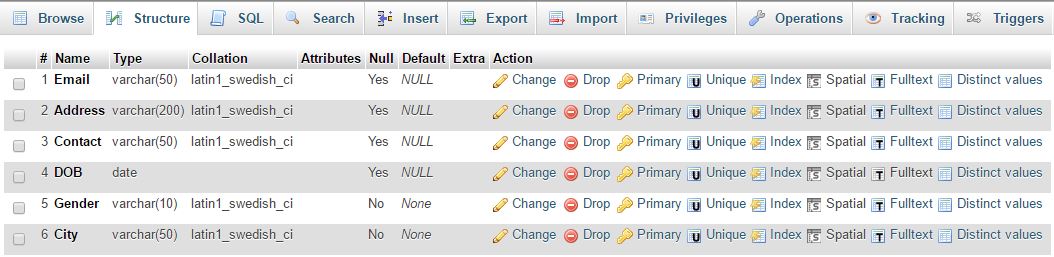 Browse Structure SQL Search Insert Export Import Privileges Operations Tracking Triggers
# Name Type Collation Attributes Null Default Extra Action
1 Email varchar(50) latin1_swedish_ci Yes NULL Change Drop Primary Unique Index Spatial Fulltext Distinct values
2 Address varchar(200) latin1_swedish_ci Yes NULL Change Drop Primary Unique Index Spatial Fulltext Distinct values
3 Contact varchar(50) latin1_swedish_ci Yes NULL Change Drop Primary Unique Index Spatial Fulltext Distinct values
4 DOB date Yes NULL Change Drop Primary Unique Index Spatial Fulltext Distinct values
5 Gender varchar(10) latin1_swedish_ci No None Change Drop Primary Unique Index Spatial Fulltext Distinct values
6 City varchar(50) latin1_swedish_ci No None Change Drop Primary Unique Index Spatial Fulltext Distinct values